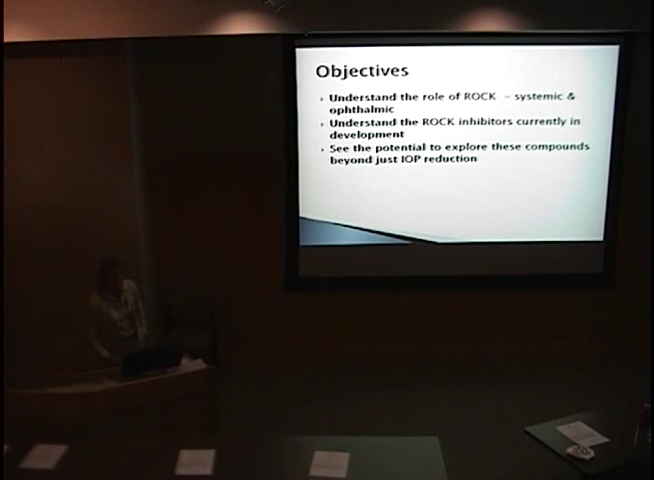 Objectives
Understand the role of ROCK – systemic &
ophthalmic
Understand the ROCK inhibitors currently in
development
See the potential to explore these compounds
beyond just IOP reduction